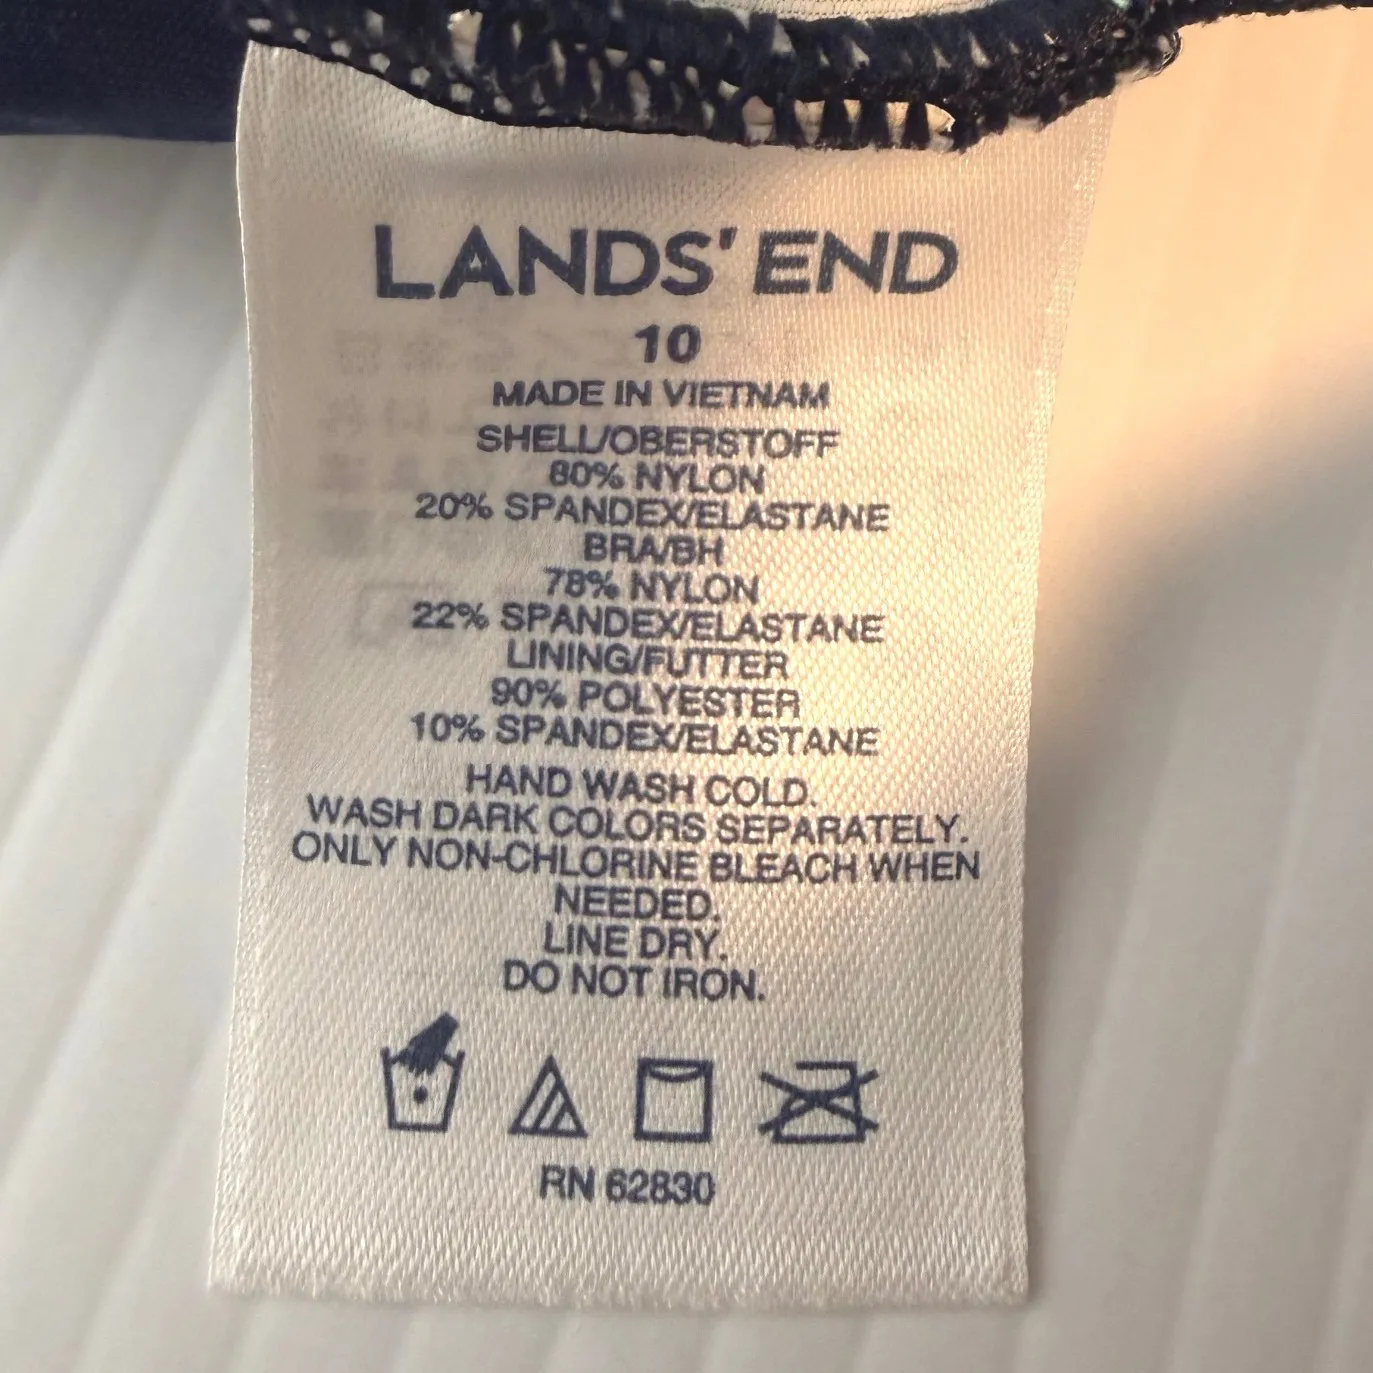 LANDS' END
10
MADE IN VIETNAM
SHELL/OBERSTOFF
80% NYLON
20% SPANDEX/ELASTANE
BRA/BH
78% NYLON
22% SPANDEX/ELASTANE
LINING/FUTTER
90% POLYESTER
10% SPANDEX/ELASTANE
HAND WASH COLD.
WASH DARK COLORS SEPARATELY.
ONLY NON-CHLORINE BLEACH WHEN
NEEDED.
LINE DRY.
DO NOT IRON.
RN 62830